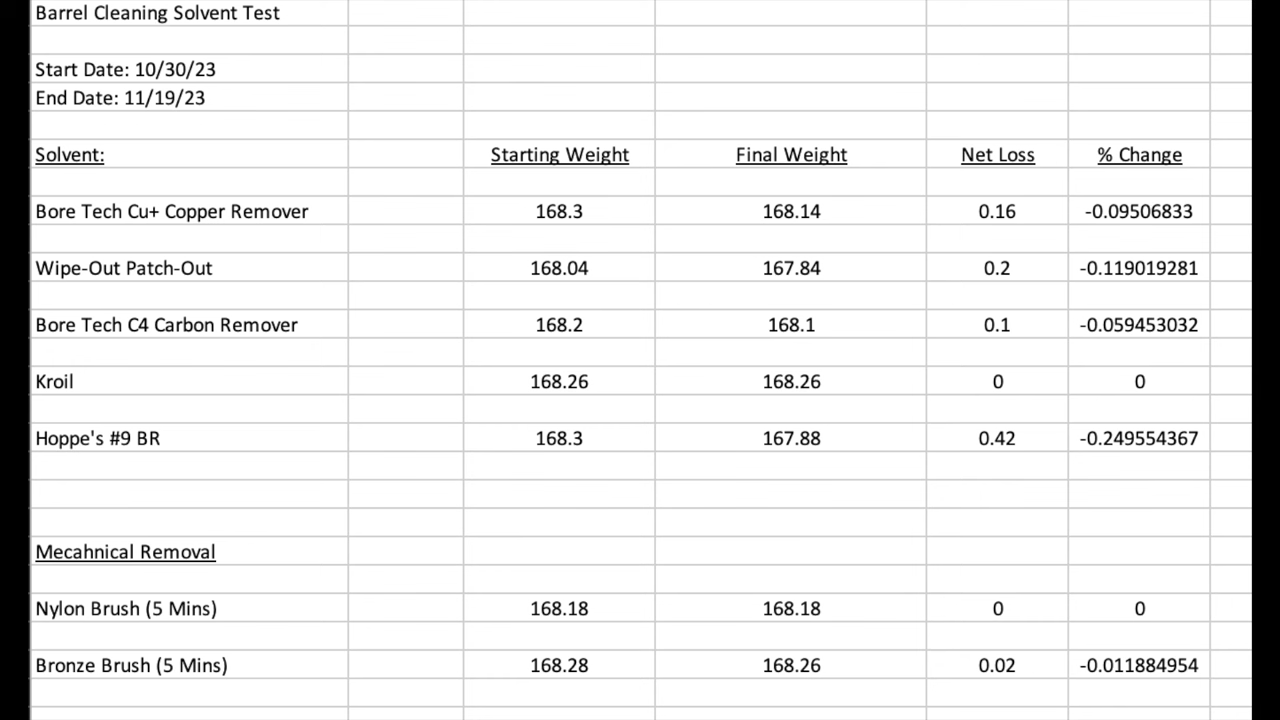 Barrel Cleaning Solvent Test
Start Date: 10/30/23
End Date: 11/19/23
Solvent: Starting Weight Final Weight Net Loss % Change
Bore Tech Cu+ Copper Remover 168.3 168.14 0.16 -0.09506833
Wipe-Out Patch-Out 168.04 167.84 0.2 -0.119019281
Bore Tech C4 Carbon Remover 168.2 168.1 0.1 -0.059453032
Kroil 168.26 168.26 0 0
Hoppe's #9 BR 168.3 167.88 0.42 -0.249554367
Mecahnical Removal
Nylon Brush (5 Mins) 168.18 168.18 0 0
Bronze Brush (5 Mins) 168.28 168.26 0.02 -0.011884954